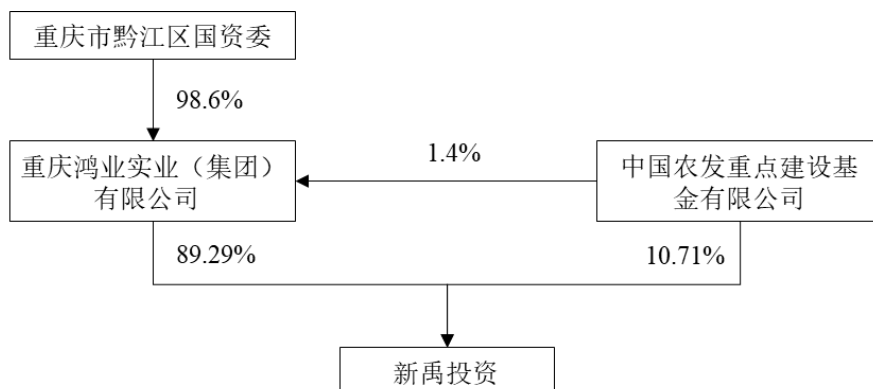 重庆市黔江区国资委
98.6%
重庆鸿业实业（集团）
有限公司
1.4%
中国农发重点建设基
金有限公司
89.29%
10.71%
新禹投资